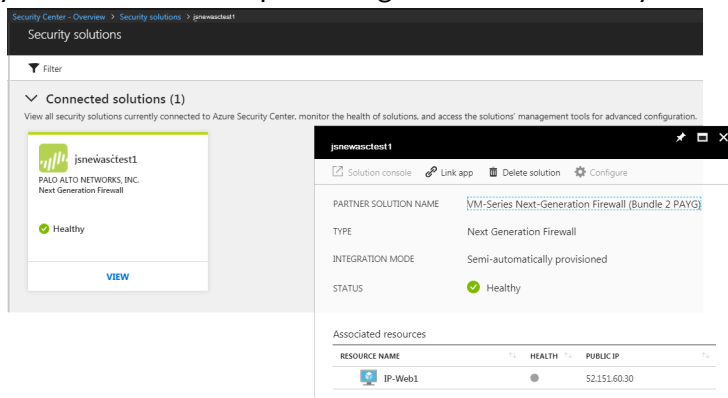 Security Center - Overview > Security solutions > jsnewasctest1
Security solutions
Filter
Connected solutions (1)
View all security solutions currently connected to Azure Security Center, monitor the health of solutions, and access the solutions' management tools for advanced configuration.
jsnewasctest1
PALO ALTO NETWORKS, INC.
Next Generation Firewall
Healthy
VIEW
jsnewasctest1
Solution console Link app Delete solution Configure
PARTNER SOLUTION NAME VM-Series Next-Generation Firewall (Bundle 2 PAYG)
TYPE Next Generation Firewall
INTEGRATION MODE Semi-automatically provisioned
STATUS Healthy
Associated resources
RESOURCE NAME HEALTH PUBLIC IP
IP-Web1 52.151.60.30